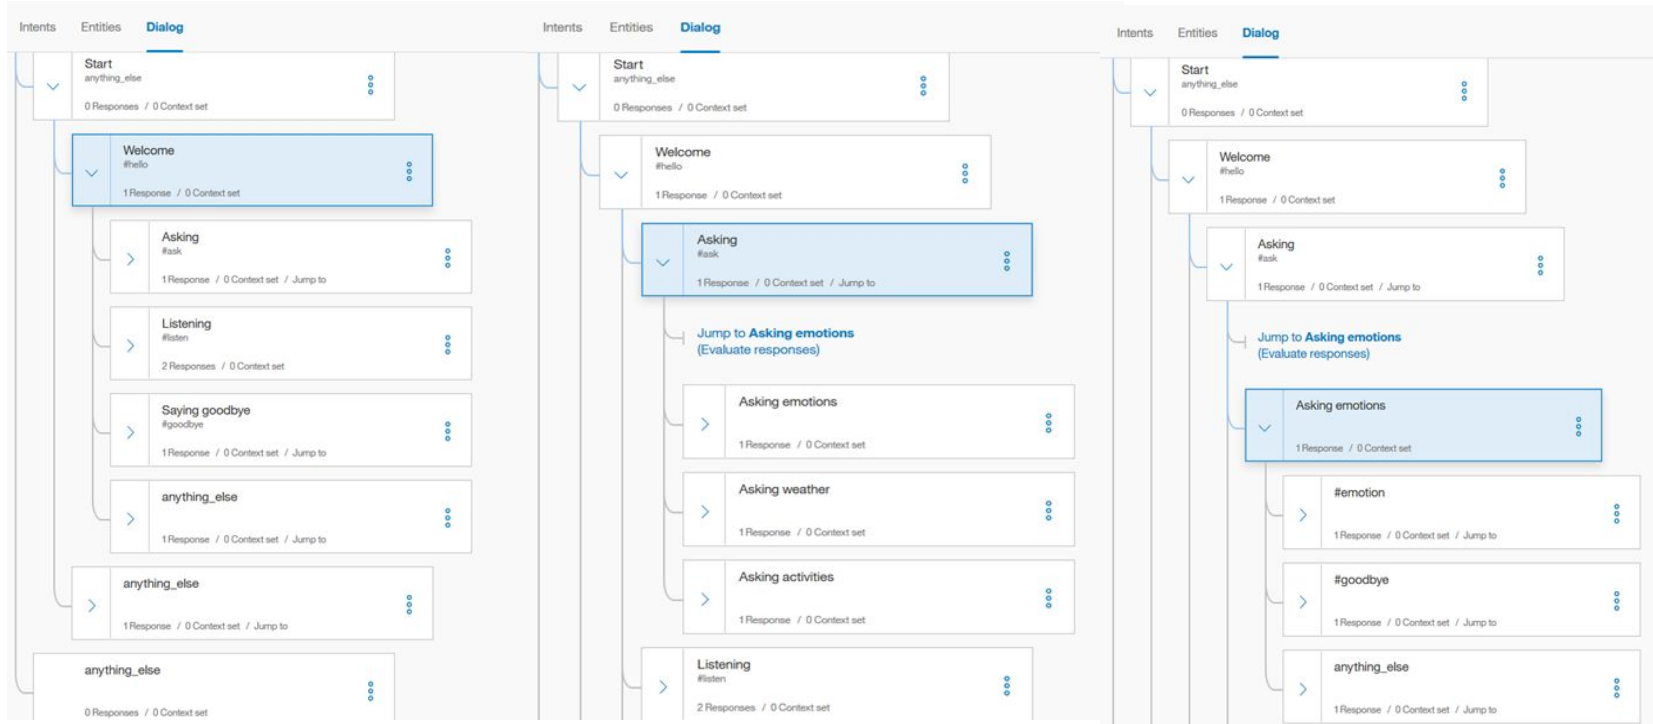 Intents Entities Dialog
Start
anything_else
0 Responses / 0 Context set
Welcome
#hello
1 Response / 0 Context set
Asking
#ask
1 Response / 0 Context set / Jump to
Listening
#listen
2 Responses / 0 Context set
Saying goodbye
#goodbye
1 Response / 0 Context set / Jump to
anything_else
1 Response / 0 Context set / Jump to
anything_else
1 Response / 0 Context set / Jump to
anything_else
0 Responses / 0 Context set
Intents Entities Dialog
Start
anything_else
0 Responses / 0 Context set
Welcome
#hello
1 Response / 0 Context set
Asking
#ask
1 Response / 0 Context set / Jump to
Jump to Asking emotions
(Evaluate responses)
Asking emotions
1 Response / 0 Context set
Asking weather
1 Response / 0 Context set
Asking activities
1 Response / 0 Context set
Listening
#listen
2 Responses / 0 Context set
Intents Entities Dialog
Start
anything_else
0 Responses / 0 Context set
Welcome
#hello
1 Response / 0 Context set
Asking
#ask
1 Response / 0 Context set / Jump to
Jump to Asking emotions
(Evaluate responses)
Asking emotions
1 Response / 0 Context set
#emotion
1 Response / 0 Context set / Jump to
#goodbye
1 Response / 0 Context set / Jump to
anything_else
1 Response / 0 Context set / Jump to